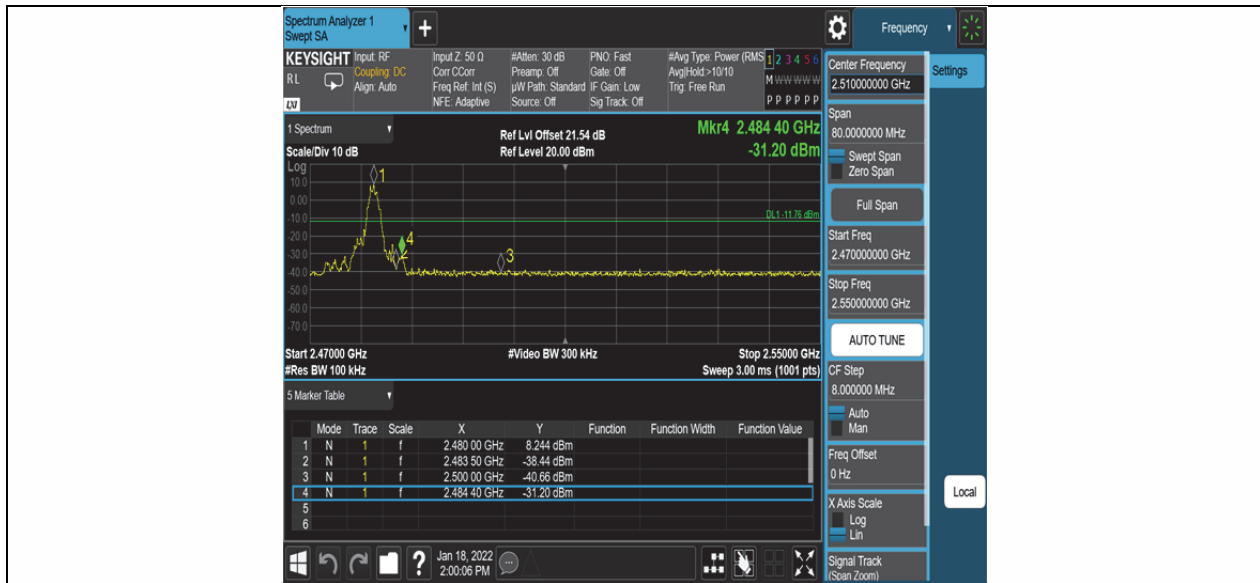 Spectrum Analyzer 1
Swept SA
+
Frequency
KEYSIGHT
RL
LXI
Input: RF
Coupling: DC
Align: Auto
Input Z: 50 Ω
Corr CCorr
Freq Ref: Int (S)
NFE: Adaptive
#Atten: 30 dB
Preamp: Off
µW Path: Standard
Source: Off
PNO: Fast
Gate: Off
IF Gain: Low
Sig Track: Off
#Avg Type: Power (RMS
Avg|Hold:>10/10
Trig: Free Run
1 2 3 4 5 6
M W W W W W
P P P P P P
1 Spectrum
Scale/Div 10 dB
Ref Lvl Offset 21.54 dB
Ref Level 20.00 dBm
Mkr4 2.484 40 GHz
-31.20 dBm
Log
10.0
0.00
-10.0
-20.0
-30.0
-40.0
-50.0
-60.0
-70.0
1
4
2
3
DL1 -11.76 dBm
Start 2.47000 GHz
#Res BW 100 kHz
#Video BW 300 kHz
Stop 2.55000 GHz
Sweep 3.00 ms (1001 pts)
5 Marker Table
Mode Trace Scale X Y Function Function Width Function Value
1 N 1 f 2.480 00 GHz 8.244 dBm
2 N 1 f 2.483 50 GHz -38.44 dBm
3 N 1 f 2.500 00 GHz -40.66 dBm
4 N 1 f 2.484 40 GHz -31.20 dBm
5
6
?
Jan 18, 2022
2:00:06 PM
Center Frequency
2.510000000 GHz
Settings
Span
80.0000000 MHz
Swept Span
Zero Span
Full Span
Start Freq
2.470000000 GHz
Stop Freq
2.550000000 GHz
AUTO TUNE
CF Step
8.000000 MHz
Auto
Man
Freq Offset
0 Hz
X Axis Scale
Log
Lin
Local
Signal Track
(Span Zoom)